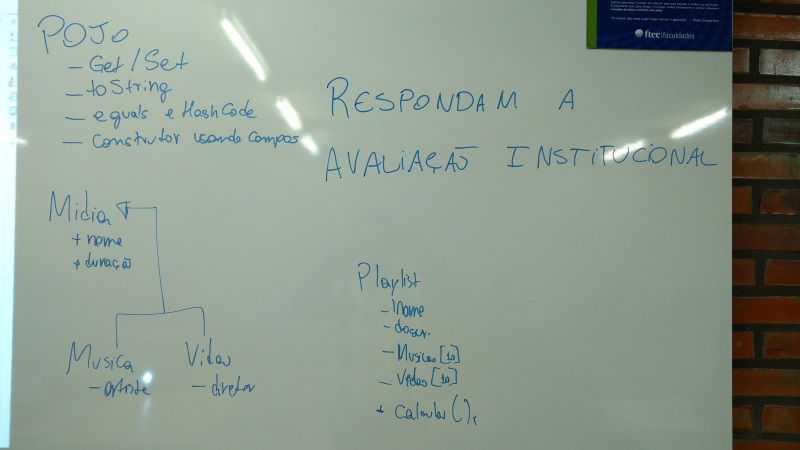 POJO
- Get/Set
- toString
- equals e HashCode
- construtor usando campos
RESPONDAM A
AVALIAÇÃO INSTITUCIONAL
Midia
+ nome
+ duração
Musica
- artista
Video
- diretor
Playlist
- nome
- descr.
- Musicas [10]
- Videos [10]
+ calcular ()
ftec|faculdades